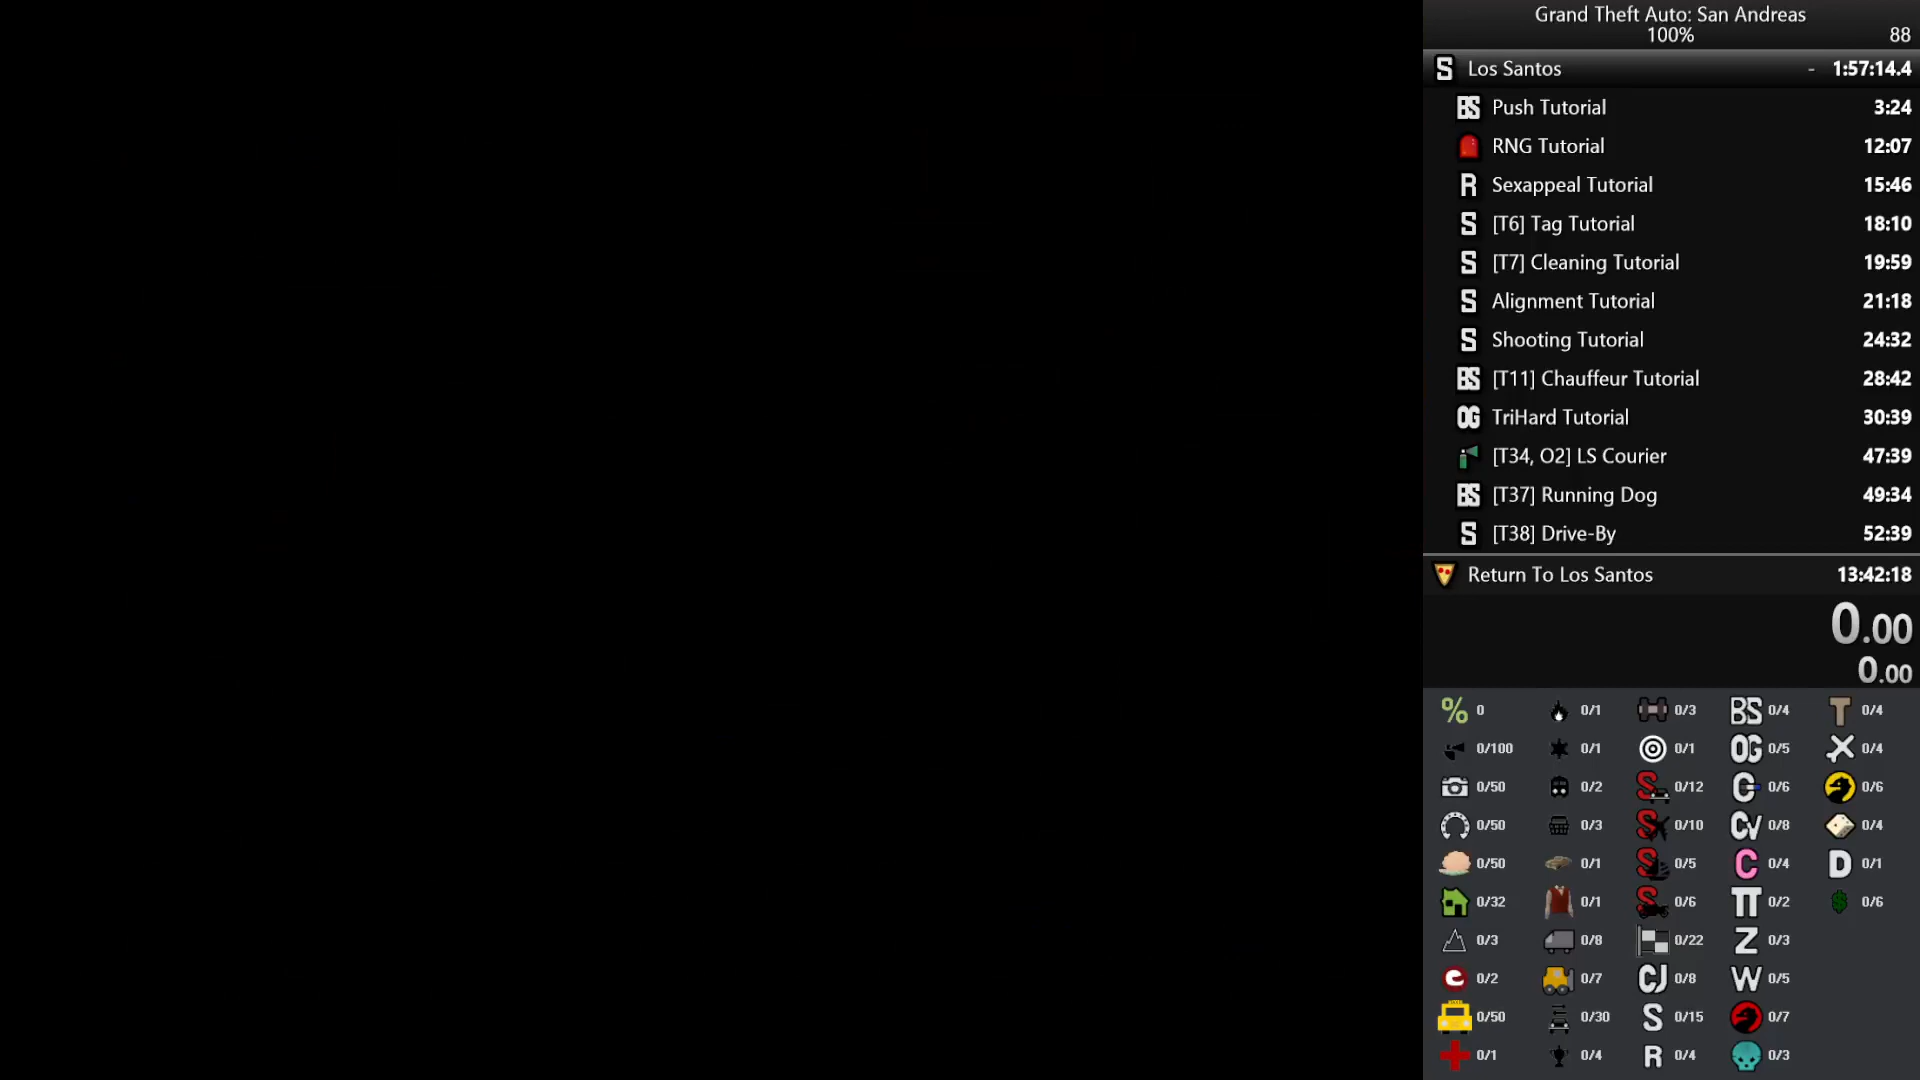 Grand Theft Auto: San Andreas
100% 88
S Los Santos - 1:57:14.4
BS Push Tutorial 3:24
RNG Tutorial 12:07
R Sexappeal Tutorial 15:46
S [T6] Tag Tutorial 18:10
S [T7] Cleaning Tutorial 19:59
S Alignment Tutorial 21:18
S Shooting Tutorial 24:32
BS [T11] Chauffeur Tutorial 28:42
OG TriHard Tutorial 30:39
[T34, O2] LS Courier 47:39
BS [T37] Running Dog 49:34
S [T38] Drive-By 52:39
Return To Los Santos 13:42:18
0.00
0.00
% 0 0/1 0/3 BS 0/4 T 0/4
0/100 0/1 0/1 OG 0/5 0/4
0/50 0/2 S 0/12 C 0/6 0/6
0/50 0/3 S 0/10 CV 0/8 0/4
0/50 0/1 S 0/5 C 0/4 D 0/1
0/32 0/1 S 0/6 TT 0/2 $ 0/6
0/3 0/8 0/22 Z 0/3
e 0/2 0/7 CJ 0/8 W 0/5
0/50 0/30 S 0/15 0/7
0/1 0/4 R 0/4 0/3